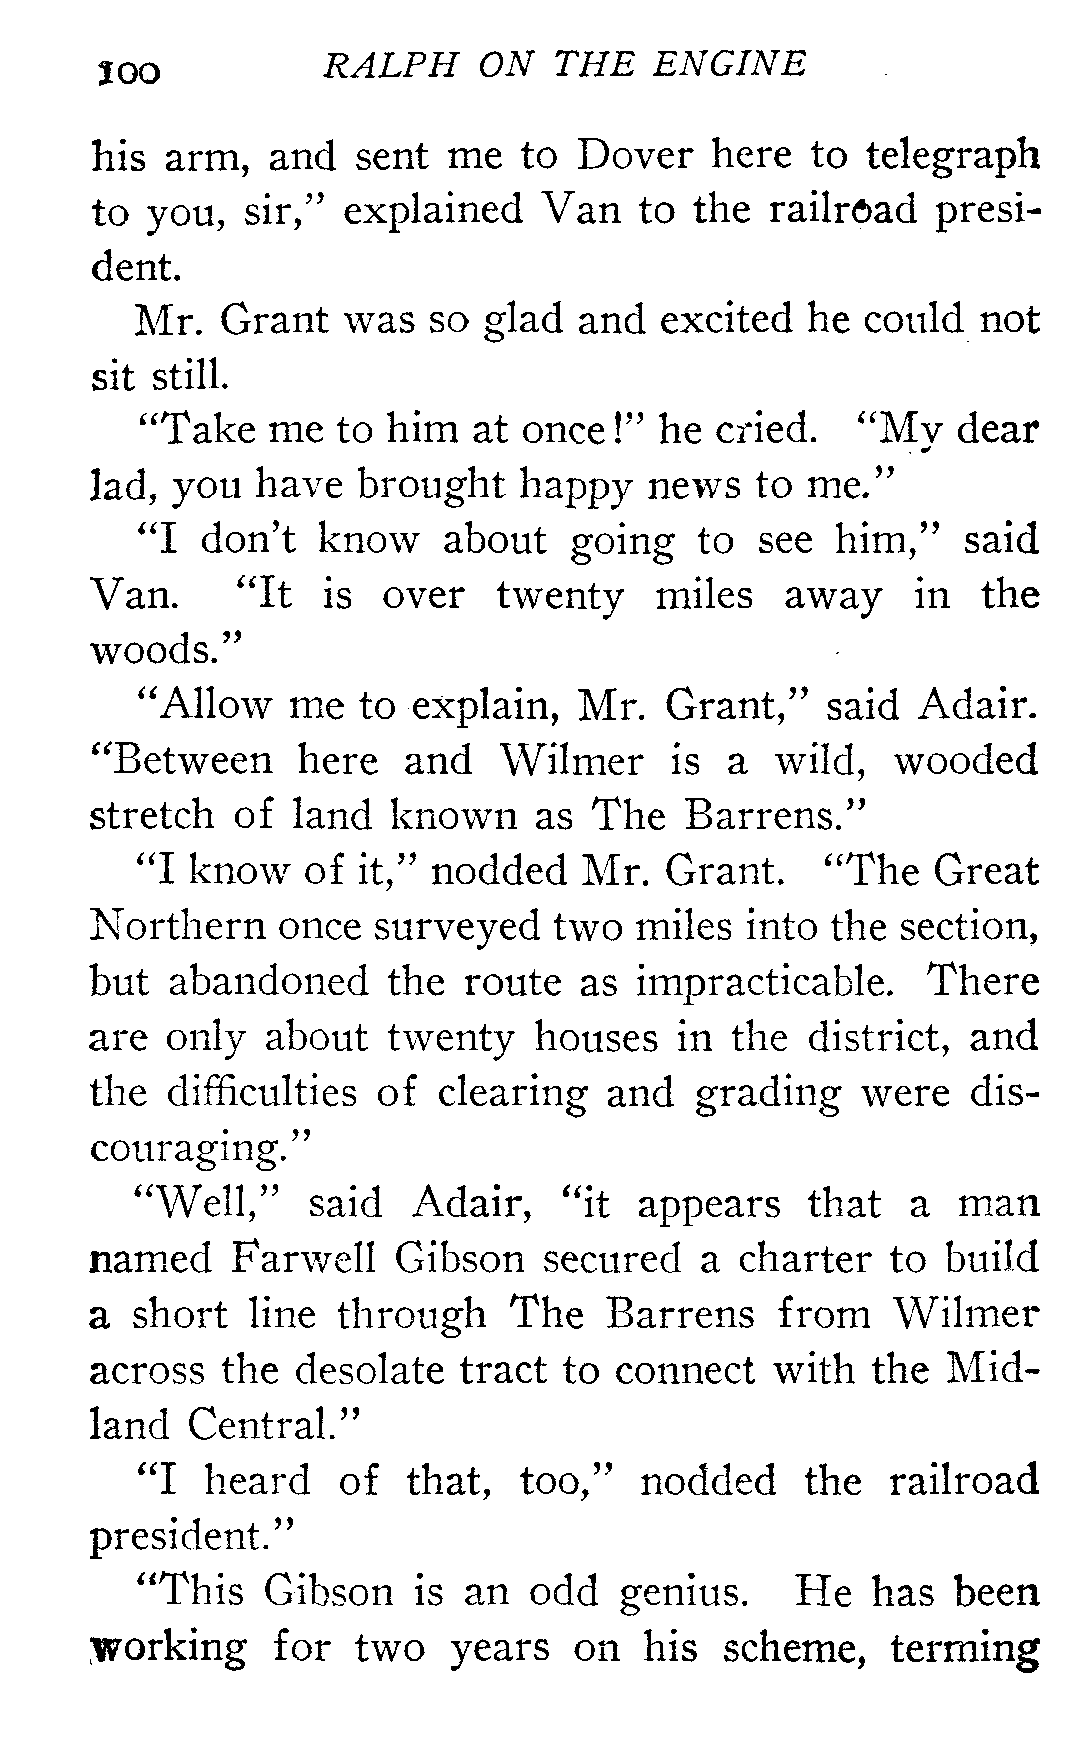 100 RALPH ON THE ENGINE
his arm, and sent me to Dover here to telegraph
to you, sir,” explained Van to the railroad presi-
dent.
Mr. Grant was so glad and excited he could not
sit still.
“Take me to him at once!” he cried. “My dear
lad, you have brought happy news to me.”
“I don’t know about going to see him,” said
Van. “It is over twenty miles away in the
woods.”
“Allow me to explain, Mr. Grant,” said Adair.
“Between here and Wilmer is a wild, wooded
stretch of land known as The Barrens.”
“I know of it,” nodded Mr. Grant. “The Great
Northern once surveyed two miles into the section,
but abandoned the route as impracticable. There
are only about twenty houses in the district, and
the difficulties of clearing and grading were dis-
couraging.”
“Well,” said Adair, “it appears that a man
named Farwell Gibson secured a charter to build
a short line through The Barrens from Wilmer
across the desolate tract to connect with the Mid-
land Central.”
“I heard of that, too,” nodded the railroad
president.”
“This Gibson is an odd genius. He has been
working for two years on his scheme, terming